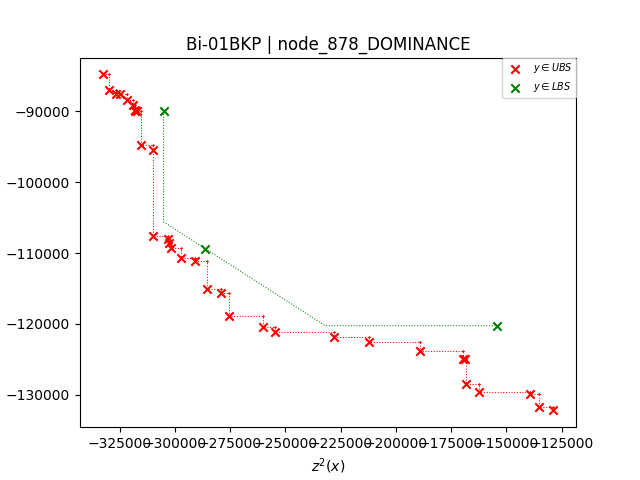 Bi-01BKP | node_878_DOMINANCE
y ∈ UBS
y ∈ LBS
−90000
−100000
−110000
−120000
−130000
−325000−300000−275000−250000−225000−200000−175000−150000−125000
z²(x)